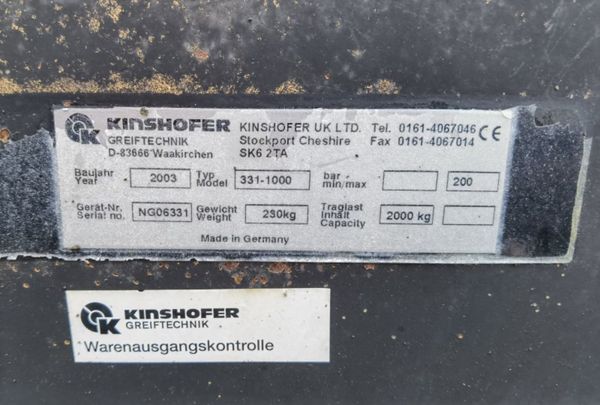 KINSHOFER
GREIFTECHNIK
D-83666 Waakirchen
KINSHOFER UK LTD. Tel. 0161-4067046 CE
Stockport Cheshire Fax 0161-4067014
SK6 2TA
Baujahr
Year 2003 Typ
Model 331-1000 bar
min/max 200
Gerät-Nr.
Serial no. NG06331 Gewicht
Weight 230kg Traglast
Inhalt
Capacity 2000 kg
Made in Germany
KINSHOFER
GREIFTECHNIK
Warenausgangskontrolle